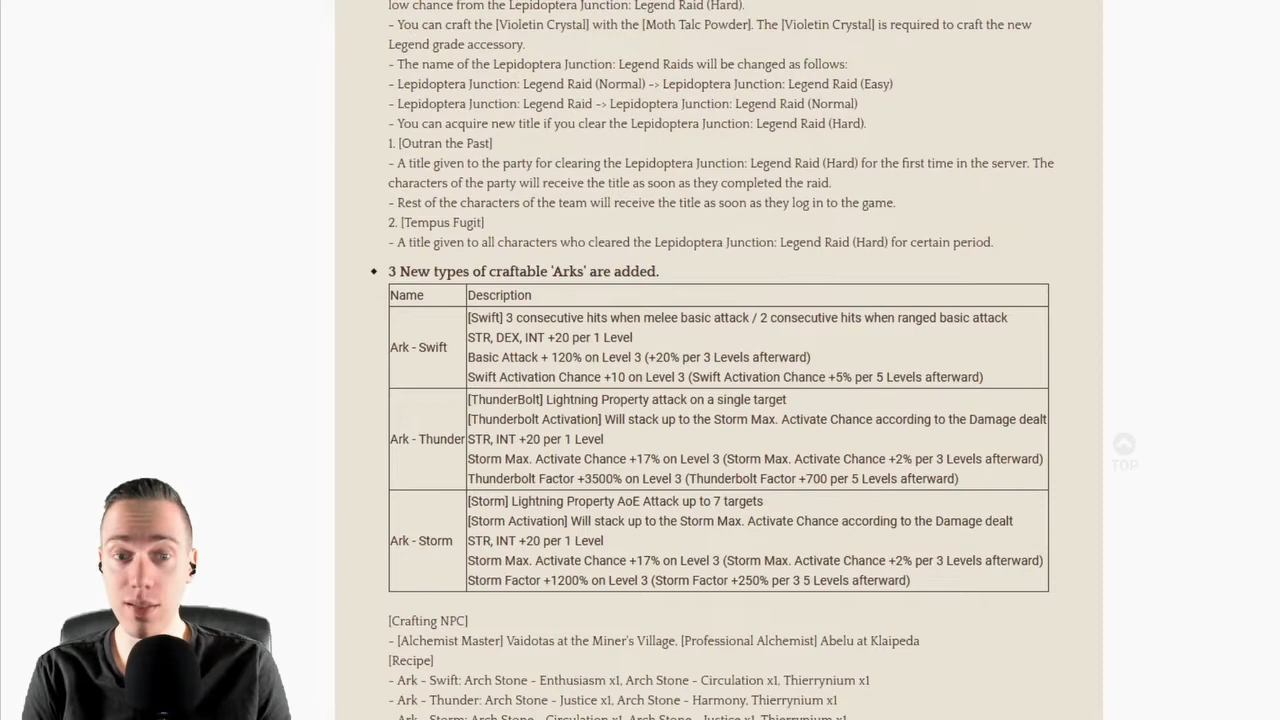 low chance from the Lepidoptera Junction: Legend Raid (Hard).
- You can craft the [Violetin Crystal] with the [Moth Talc Powder]. The [Violetin Crystal] is required to craft the new
Legend grade accessory.
- The name of the Lepidoptera Junction: Legend Raids will be changed as follows:
- Lepidoptera Junction: Legend Raid (Normal) -> Lepidoptera Junction: Legend Raid (Easy)
- Lepidoptera Junction: Legend Raid -> Lepidoptera Junction: Legend Raid (Normal)
- You can acquire new title if you clear the Lepidoptera Junction: Legend Raid (Hard).
1. [Outran the Past]
- A title given to the party for clearing the Lepidoptera Junction: Legend Raid (Hard) for the first time in the server. The
characters of the party will receive the title as soon as they completed the raid.
- Rest of the characters of the team will receive the title as soon as they log in to the game.
2. [Tempus Fugit]
- A title given to all characters who cleared the Lepidoptera Junction: Legend Raid (Hard) for certain period.
3 New types of craftable 'Arks' are added.
Name Description
[Swift] 3 consecutive hits when melee basic attack / 2 consecutive hits when ranged basic attack
STR, DEX, INT +20 per 1 Level
Ark - Swift
Basic Attack + 120% on Level 3 (+20% per 3 Levels afterward)
Swift Activation Chance +10 on Level 3 (Swift Activation Chance +5% per 5 Levels afterward)
[ThunderBolt] Lightning Property attack on a single target
[Thunderbolt Activation] Will stack up to the Storm Max. Activate Chance according to the Damage dealt
Ark - Thunder STR, INT +20 per 1 Level
Storm Max. Activate Chance +17% on Level 3 (Storm Max. Activate Chance +2% per 3 Levels afterward)
Thunderbolt Factor +3500% on Level 3 (Thunderbolt Factor +700 per 5 Levels afterward)
[Storm] Lightning Property AoE Attack up to 7 targets
[Storm Activation] Will stack up to the Storm Max. Activate Chance according to the Damage dealt
Ark - Storm STR, INT +20 per 1 Level
Storm Max. Activate Chance +17% on Level 3 (Storm Max. Activate Chance +2% per 3 Levels afterward)
Storm Factor +1200% on Level 3 (Storm Factor +250% per 3 5 Levels afterward)
TOP
[Crafting NPC]
- [Alchemist Master] Vaidotas at the Miner's Village, [Professional Alchemist] Abelu at Klaipeda
[Recipe]
- Ark - Swift: Arch Stone - Enthusiasm x1, Arch Stone - Circulation x1, Thierrynium x1
- Ark - Thunder: Arch Stone - Justice x1, Arch Stone - Harmony, Thierrynium x1
- Ark - Storm: Arch Stone - Circulation x1, Arch Stone - Justice x1, Thierrynium x1